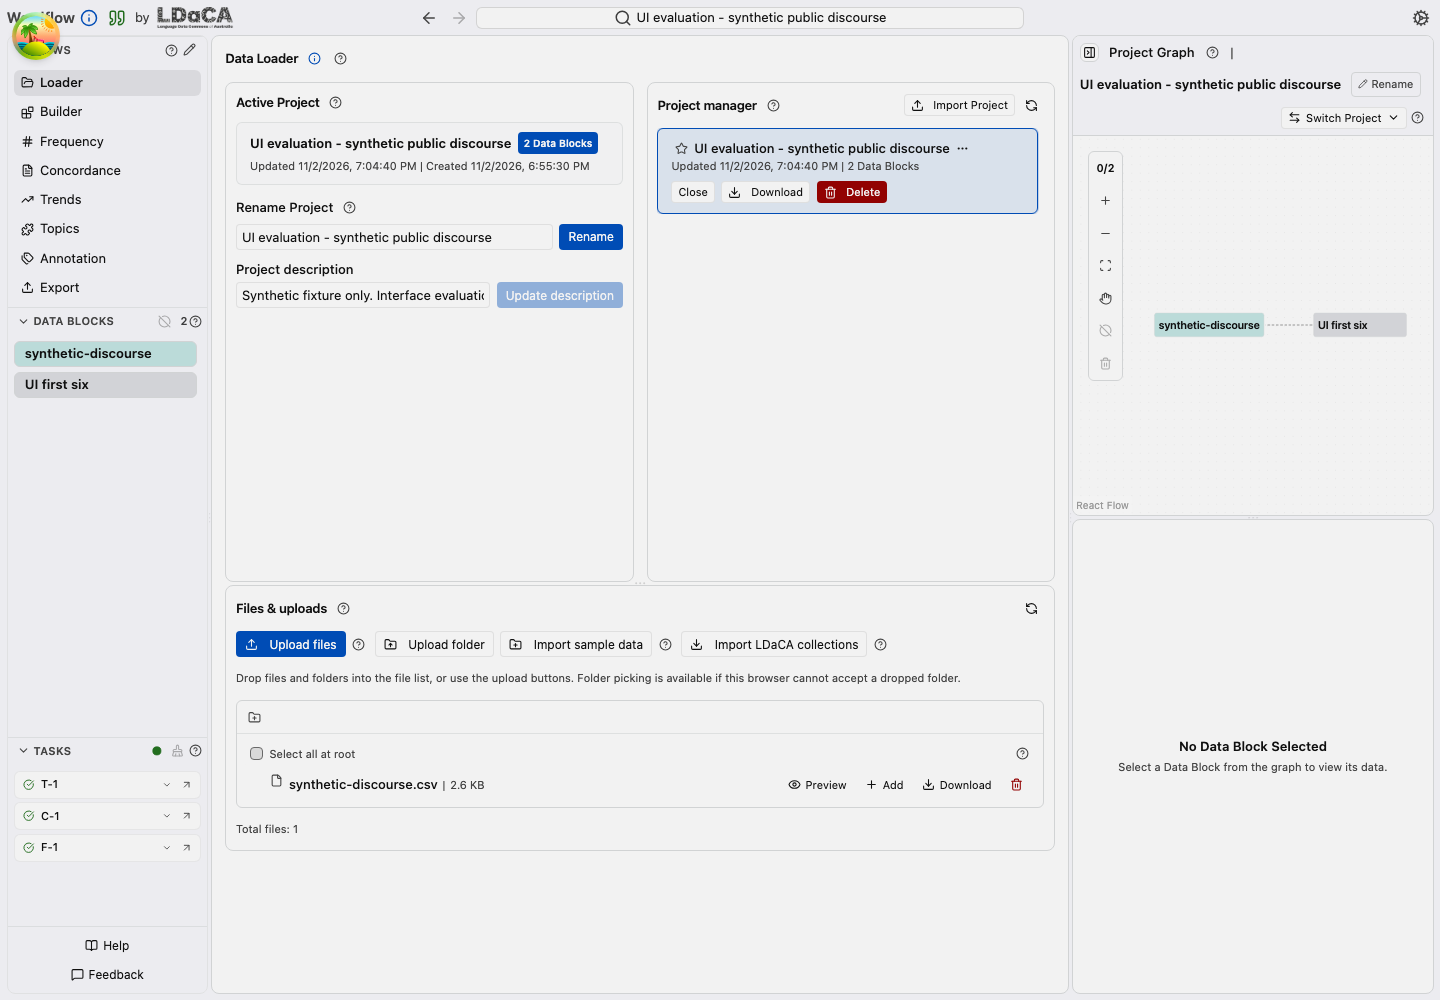 by LDaCA
Language Data Commons of Australia
UI evaluation - synthetic public discourse
Loader
Builder
Frequency
Concordance
Trends
Topics
Annotation
Export
DATA BLOCKS 2
synthetic-discourse
UI first six
TASKS
T-1
C-1
F-1
Help
Feedback
Data Loader
Active Project
UI evaluation - synthetic public discourse 2 Data Blocks
Updated 11/2/2026, 7:04:40 PM | Created 11/2/2026, 6:55:30 PM
Rename Project
UI evaluation - synthetic public discourse Rename
Project description
Synthetic fixture only. Interface Update description
Project manager Import Project
UI evaluation - synthetic public discourse ...
Updated 11/2/2026, 7:04:40 PM | 2 Data Blocks
Close Download Delete
Files & uploads
Upload files Upload folder Import sample data Import LDaCA collections
Drop files and folders into the file list, or use the upload buttons. Folder picking is available if this browser cannot accept a dropped folder.
Select all at root
synthetic-discourse.csv | 2.6 KB Preview Add Download
Total files: 1
Project Graph |
UI evaluation - synthetic public discourse Rename
Switch Project
0/2
synthetic-discourse UI first six
React Flow
No Data Block Selected
Select a Data Block from the graph to view its data.